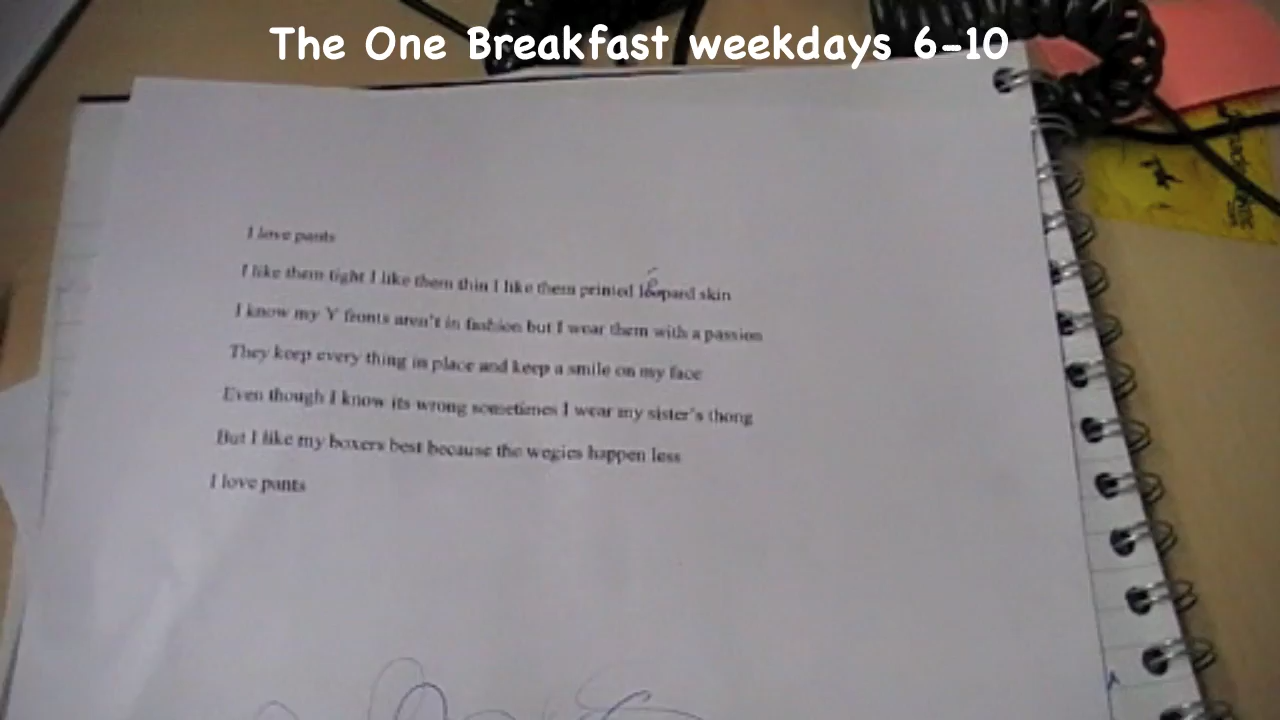 The One Breakfast weekdays 6-10
I love pants
I like them tight I like them thin I like them printed leopard skin
I know my Y fronts aren't in fashion but I wear them with a passion
They keep every thing in place and keep a smile on my face
Even though I know its wrong sometimes I wear my sister's thong
But I like my boxers best because the wegies happen less
I love pants